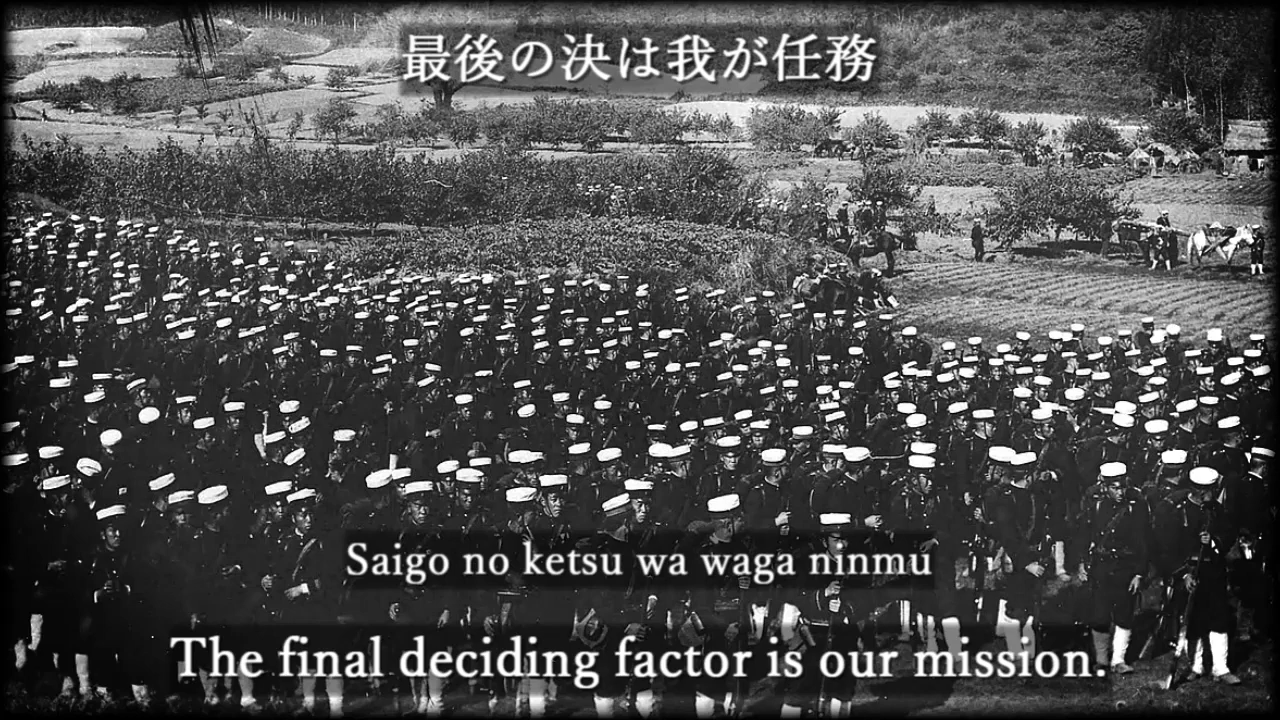 最後の決は我が任務
Saigo no ketsu wa waga ninmu
The final deciding factor is our mission.